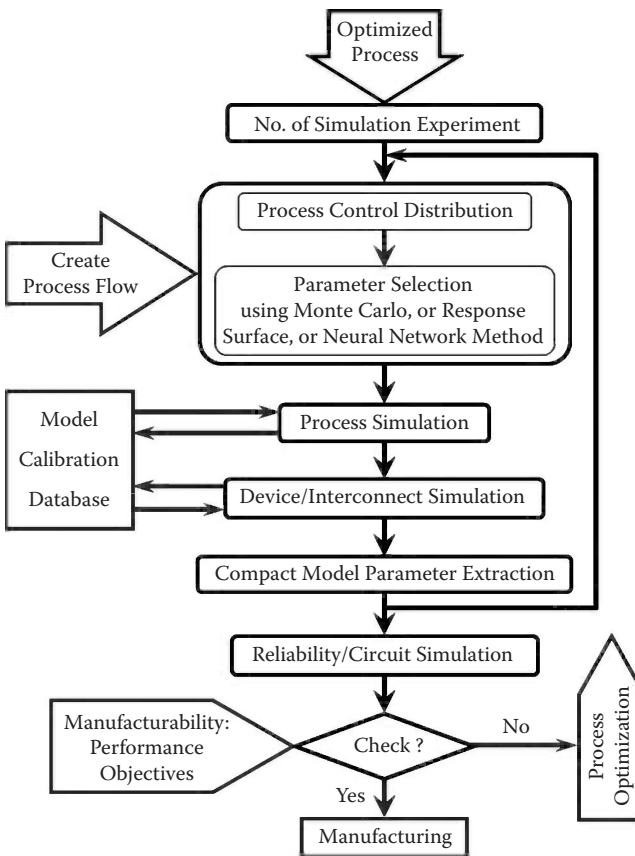 Optimized
Process
No. of Simulation Experiment
Process Control Distribution
Create
Process Flow
Parameter Selection
using Monte Carlo, or Response
Surface, or Neural Network Method
Model
Calibration
Database
Process Simulation
Device/Interconnect Simulation
Compact Model Parameter Extraction
Reliability/Circuit Simulation
Manufacturability:
Performance
Objectives
Check ?
No
Process
Optimization
Yes
Manufacturing